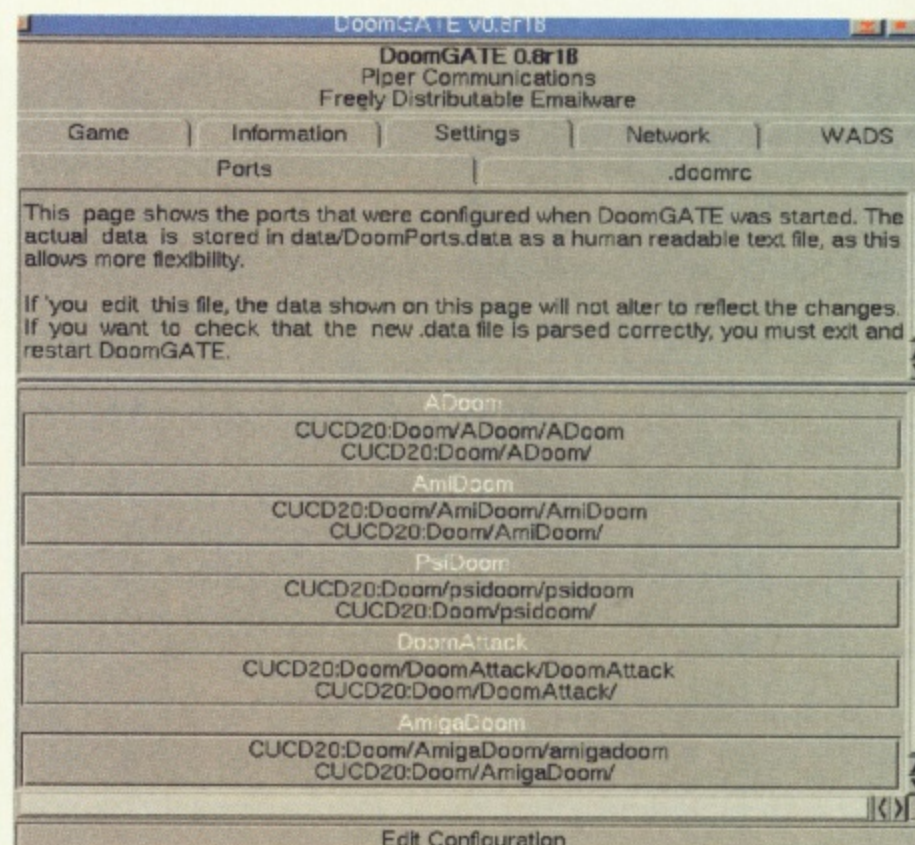 DoomGATE v0.8r18
DoomGATE 0.8r18
Piper Communications
Freely Distributable Emailware
Game Information Settings Network WADS
Ports .doomrc
This page shows the ports that were configured when DoomGATE was started. The
actual data is stored in data/DoomPorts.data as a human readable text file, as this
allows more flexibility.
If you edit this file, the data shown on this page will not alter to reflect the changes.
If you want to check that the new .data file is parsed correctly, you must exit and
restart DoomGATE.
ADoom
CUCD20:Doom/ADoom/ADoom
CUCD20:Doom/ADoom/
AmiDoom
CUCD20:Doom/AmiDoom/AmiDoom
CUCD20:Doom/AmiDoom/
PsiDoom
CUCD20:Doom/psidoom/psidoom
CUCD20:Doom/psidoom/
DoomAttack
CUCD20:Doom/DoomAttack/DoomAttack
CUCD20:Doom/DoomAttack/
AmigaDoom
CUCD20:Doom/AmigaDoom/amigadoom
CUCD20:Doom/AmigaDoom/
Edit Configuration